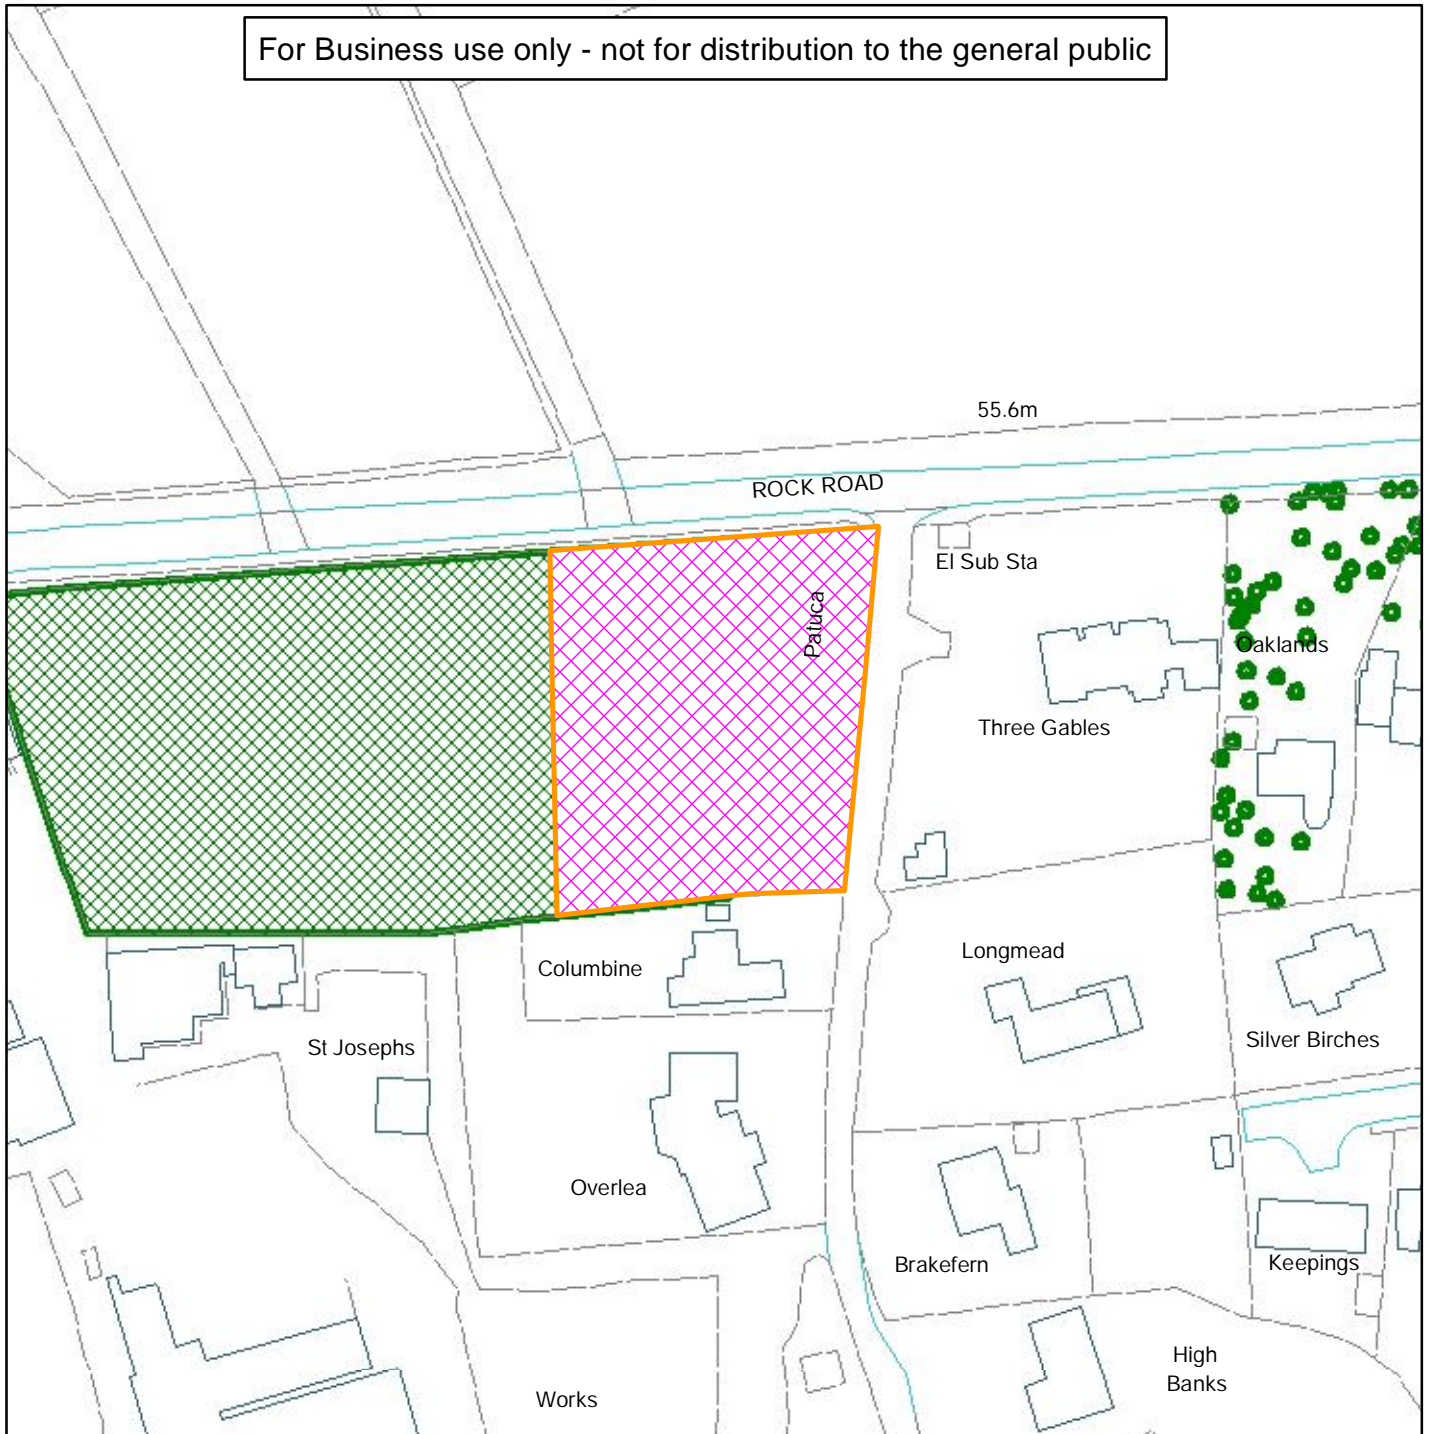 For Business use only - not for distribution to the general public
55.6m
ROCK ROAD
El Sub Sta
Patuca
Oaklands
Three Gables
Longmead
Columbine
Silver Birches
St Josephs
Overlea
Brakefern
Keepings
High
Banks
Works